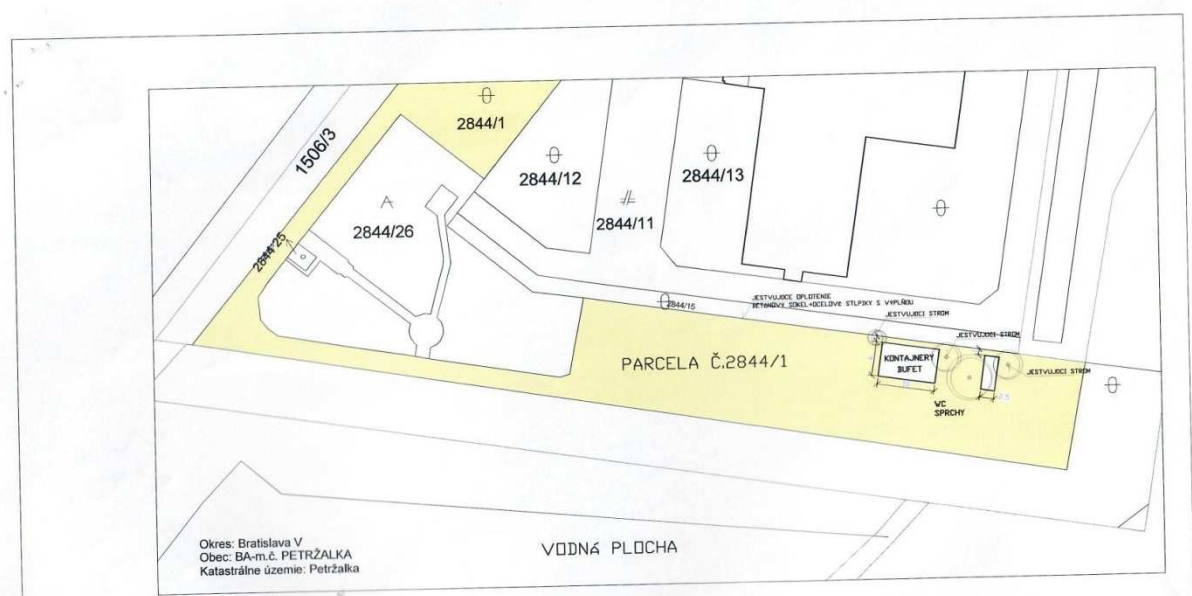 2844/1
1506/3
2844/12
2844/13
2844/11
2844/26
2844/25
2844/15
JESTVUJÚCE OPLOTENIE
BETÓNOVÝ SOKEL+OCEĽOVÉ STĹPIKY S VÝPLŇOU
JESTVUJÚCI STROM
JESTVUJÚCI STROM
PARCELA Č.2844/1
KONTAJNERY
BUFET
JESTVUJÚCI STROM
WC
SPRCHY
2,5
Okres: Bratislava V
Obec: BA-m.č. PETRŽALKA
Katastrálne územie: Petržalka
VODNÁ PLOCHA